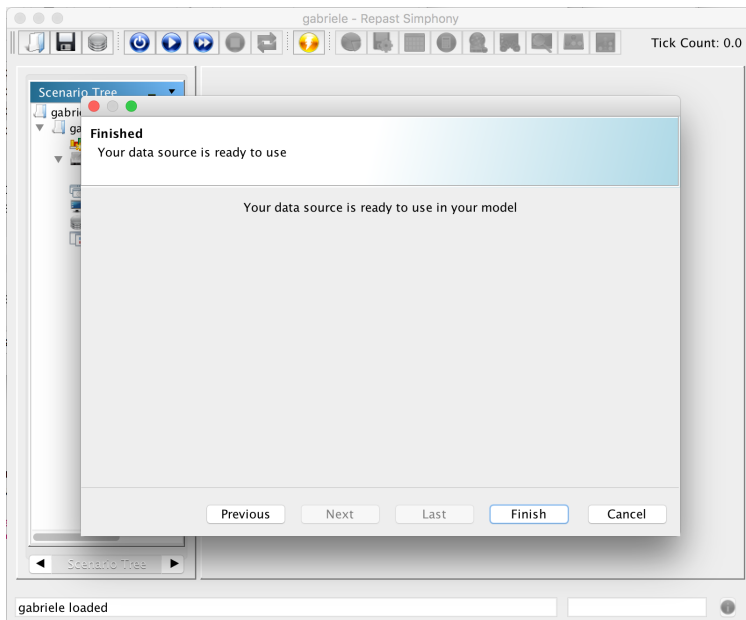 gabriele - Repast Simphony
Tick Count: 0.0
Scenario Tree
gabrie
ga
Finished
Your data source is ready to use
Your data source is ready to use in your model
Previous
Next
Last
Finish
Cancel
Scenario Tree
gabriele loaded